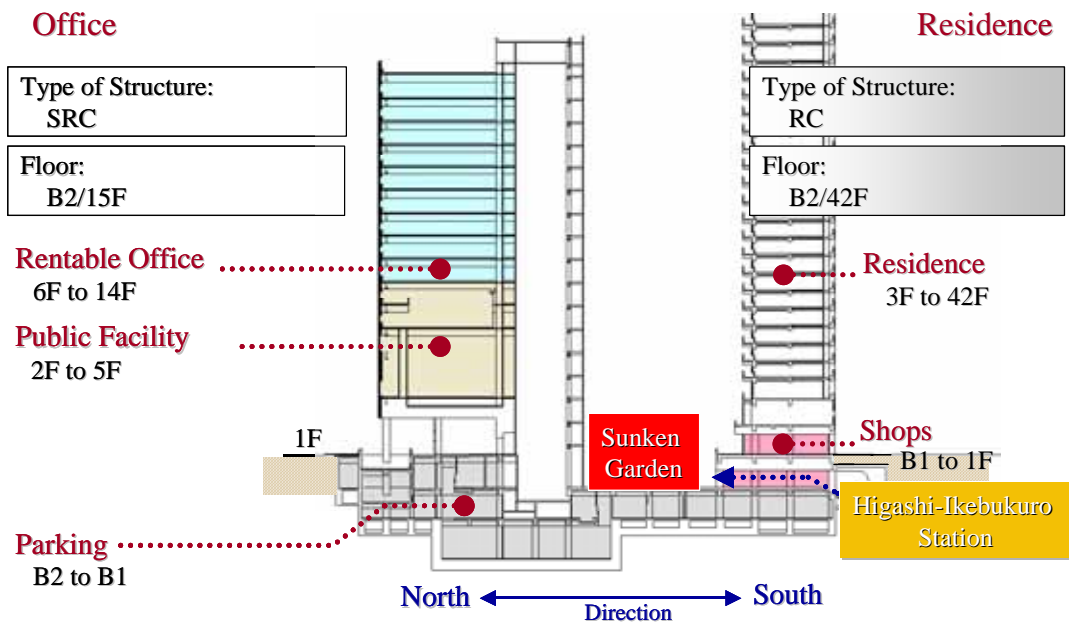 Office
Residence
Type of Structure:
SRC
Floor:
B2/15F
Type of Structure:
RC
Floor:
B2/42F
Rentable Office
6F to 14F
Public Facility
2F to 5F
Residence
3F to 42F
1F
Sunken
Garden
Shops
B1 to 1F
Higashi-Ikebukuro
Station
Parking
B2 to B1
North
South
Direction